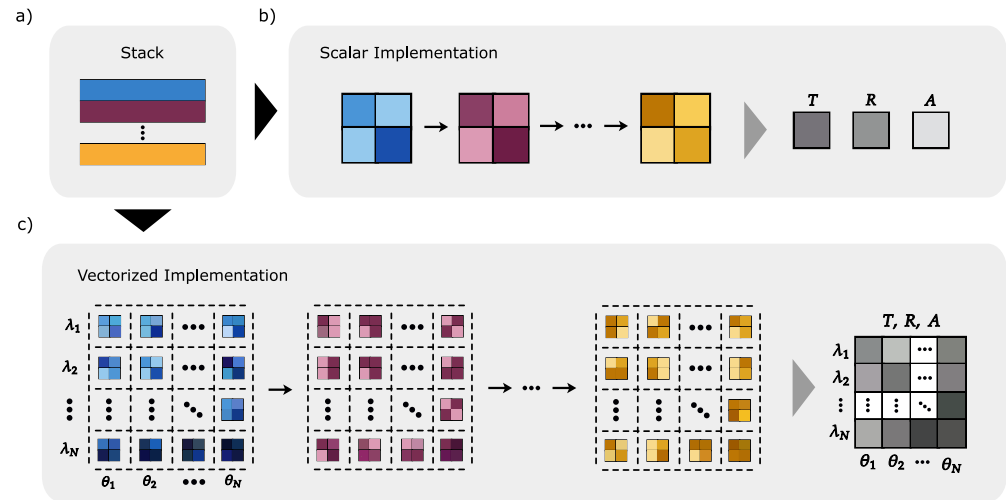 a)
Stack
b)
Scalar Implementation
T R A
c)
Vectorized Implementation
λ1
λ2
λN
θ1 θ2 θN
T, R, A
λ1
λ2
λN
θ1 θ2 θN